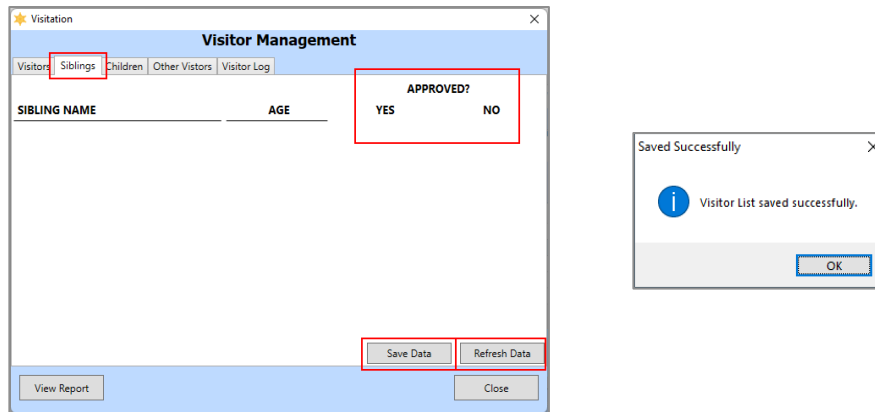 Visitation
Visitor Management
Visitors Siblings Children Other Vistors Visitor Log
APPROVED?
SIBLING NAME AGE YES NO
Save Data Refresh Data
View Report Close
Saved Successfully
Visitor List saved successfully.
OK